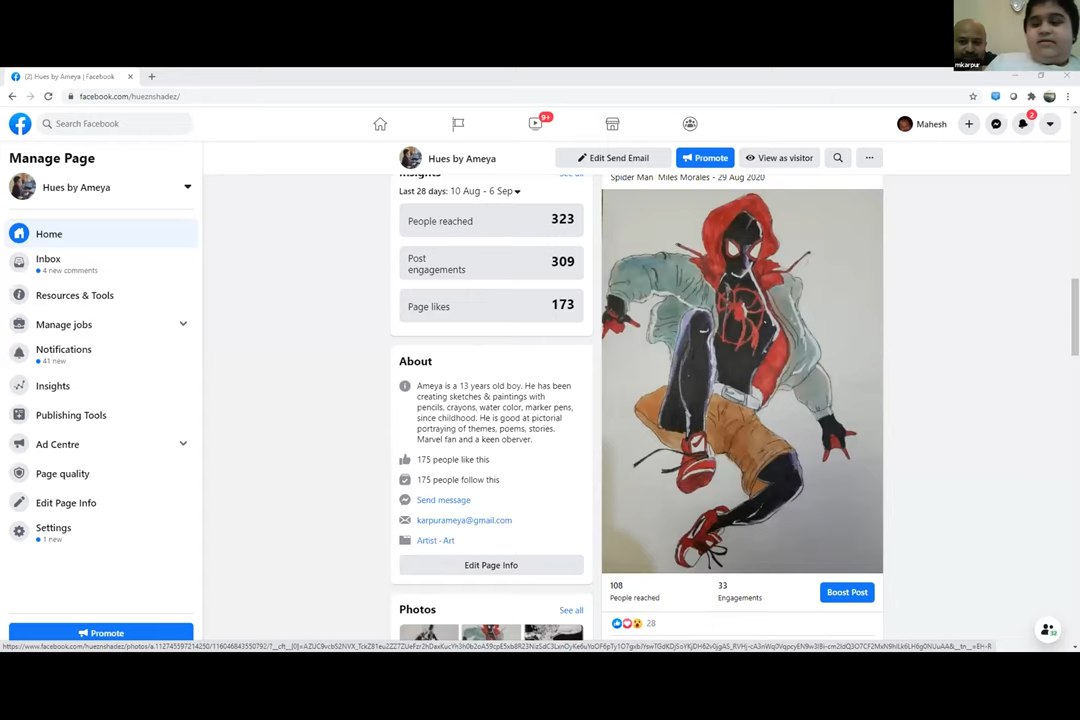 mkarpur
(2) Hues by Ameya | Facebook
facebook.com/hueznshadez/
Search Facebook
9+
Mahesh
2
Manage Page
Hues by Ameya
Home
Inbox
4 new comments
Resources & Tools
Manage jobs
Notifications
41 new
Insights
Publishing Tools
Ad Centre
Page quality
Edit Page Info
Settings
1 new
Promote
Hues by Ameya
Edit Send Email
Promote
View as visitor
Insights
See all
Last 28 days: 10 Aug - 6 Sep
People reached 323
Post engagements 309
Page likes 173
About
Ameya is a 13 years old boy. He has been
creating sketches & paintings with
pencils, crayons, water color, marker pens,
since childhood. He is good at pictorial
portraying of themes, poems, stories.
Marvel fan and a keen oberver.
175 people like this
175 people follow this
Send message
karpurameya@gmail.com
Artist · Art
Edit Page Info
Photos
See all
Spider Man Miles Morales - 29 Aug 2020
108
People reached
33
Engagements
Boost Post
28